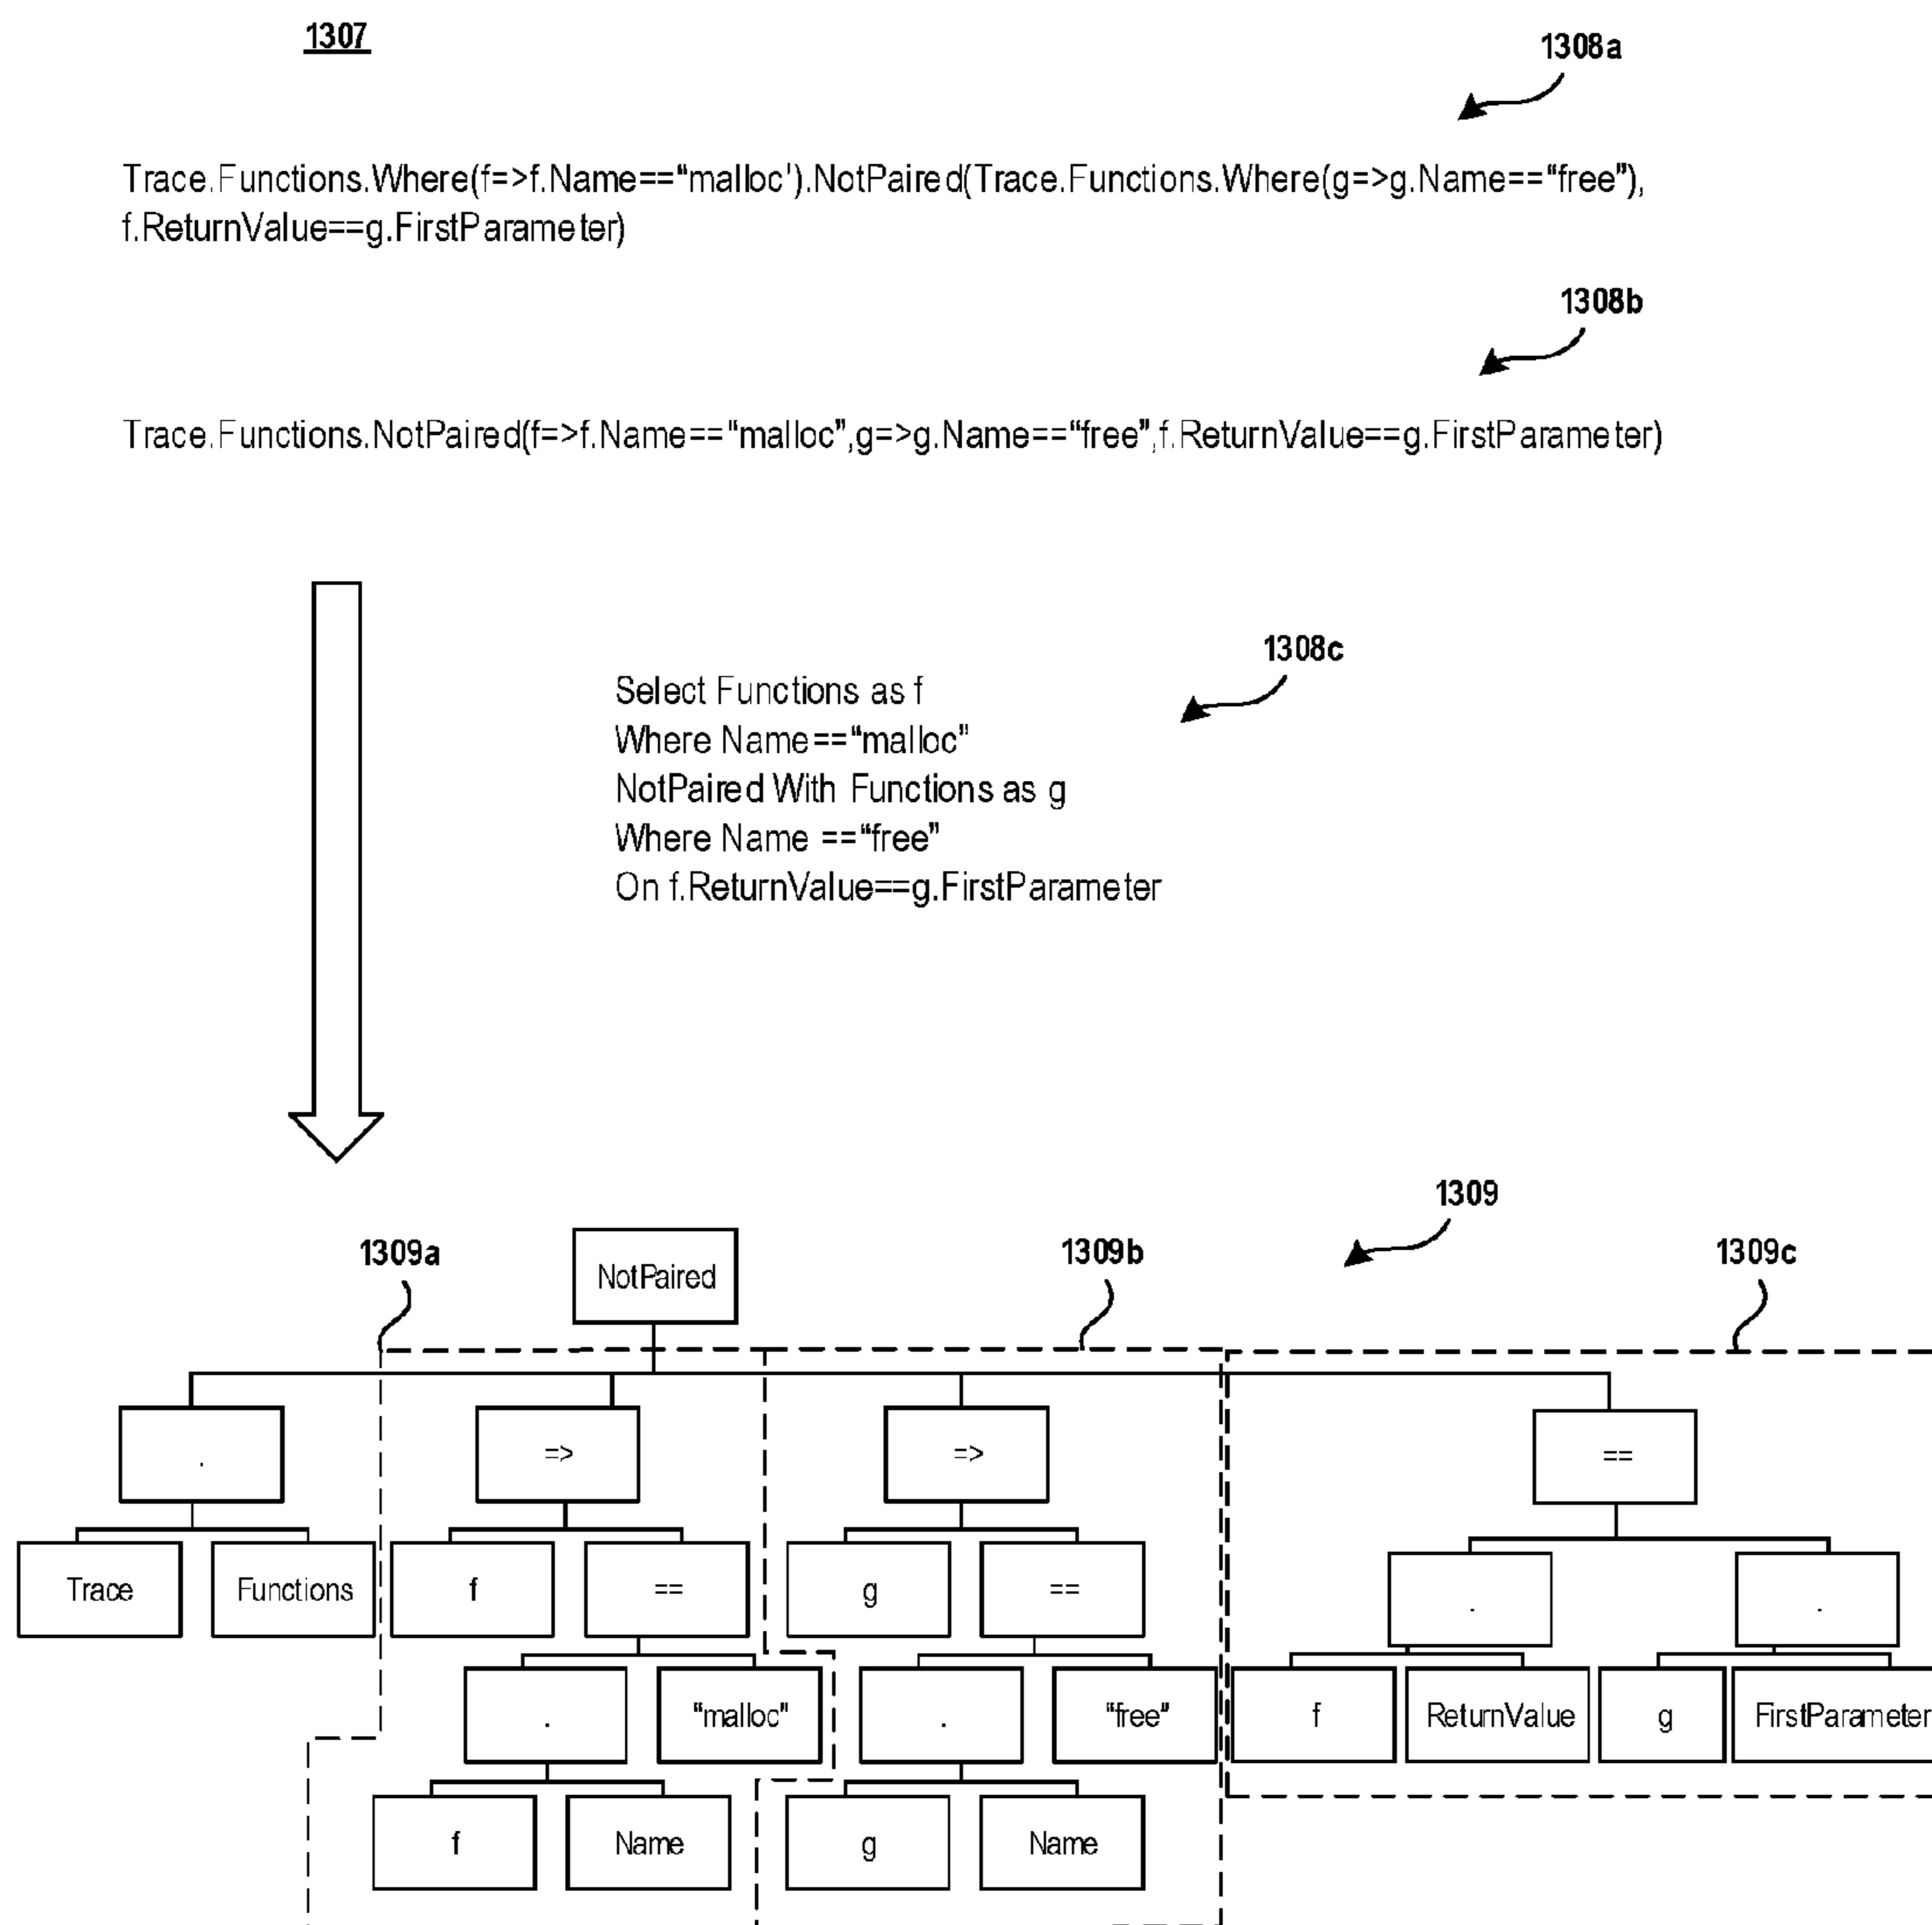 1307
1308a
Trace.Functions.Where(f=>f.Name=="malloc').NotPaired(Trace.Functions.Where(g=>g.Name=="free"),
f.ReturnValue==g.FirstParameter)
1308b
Trace.Functions.NotPaired(f=>f.Name=="malloc",g=>g.Name=="free",f.ReturnValue==g.FirstParameter)
1308c
Select Functions as f
Where Name=="malloc"
NotPaired With Functions as g
Where Name =="free"
On f.ReturnValue==g.FirstParameter
1309
1309a
NotPaired
1309b
1309c
. => => ==
Trace Functions f == g == . .
. "malloc" . "free" f ReturnValue g FirstParameter
f Name g Name